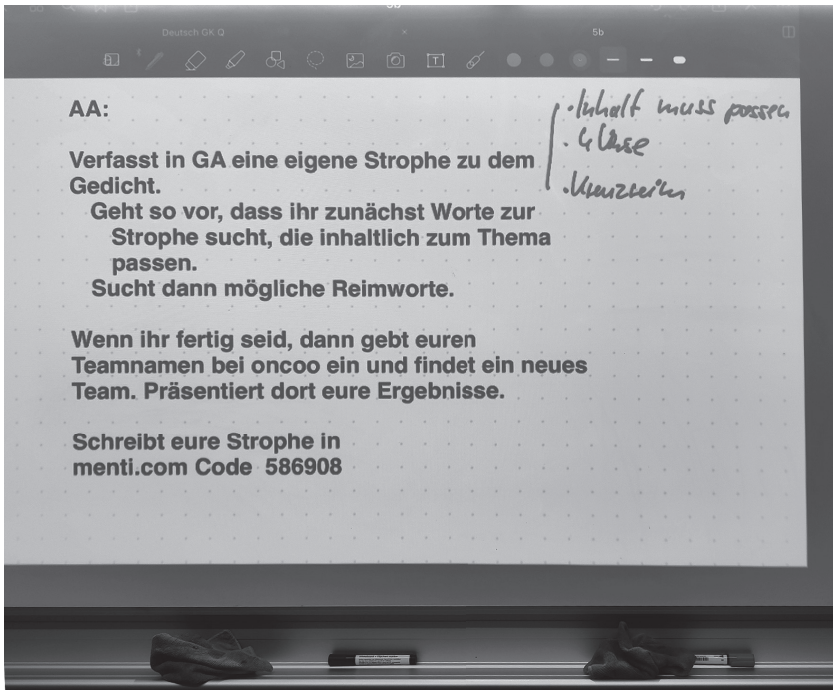 Deutsch GK Q
5b
T
AA:
· Inhalt muss passen
Verfasst in GA eine eigene Strophe zu dem
Gedicht.
· 4 Verse
· Kreuzreim
Geht so vor, dass ihr zunächst Worte zur
Strophe sucht, die inhaltlich zum Thema
passen.
Sucht dann mögliche Reimworte.
Wenn ihr fertig seid, dann gebt euren
Teamnamen bei oncoo ein und findet ein neues
Team. Präsentiert dort eure Ergebnisse.
Schreibt eure Strophe in
menti.com Code 586908